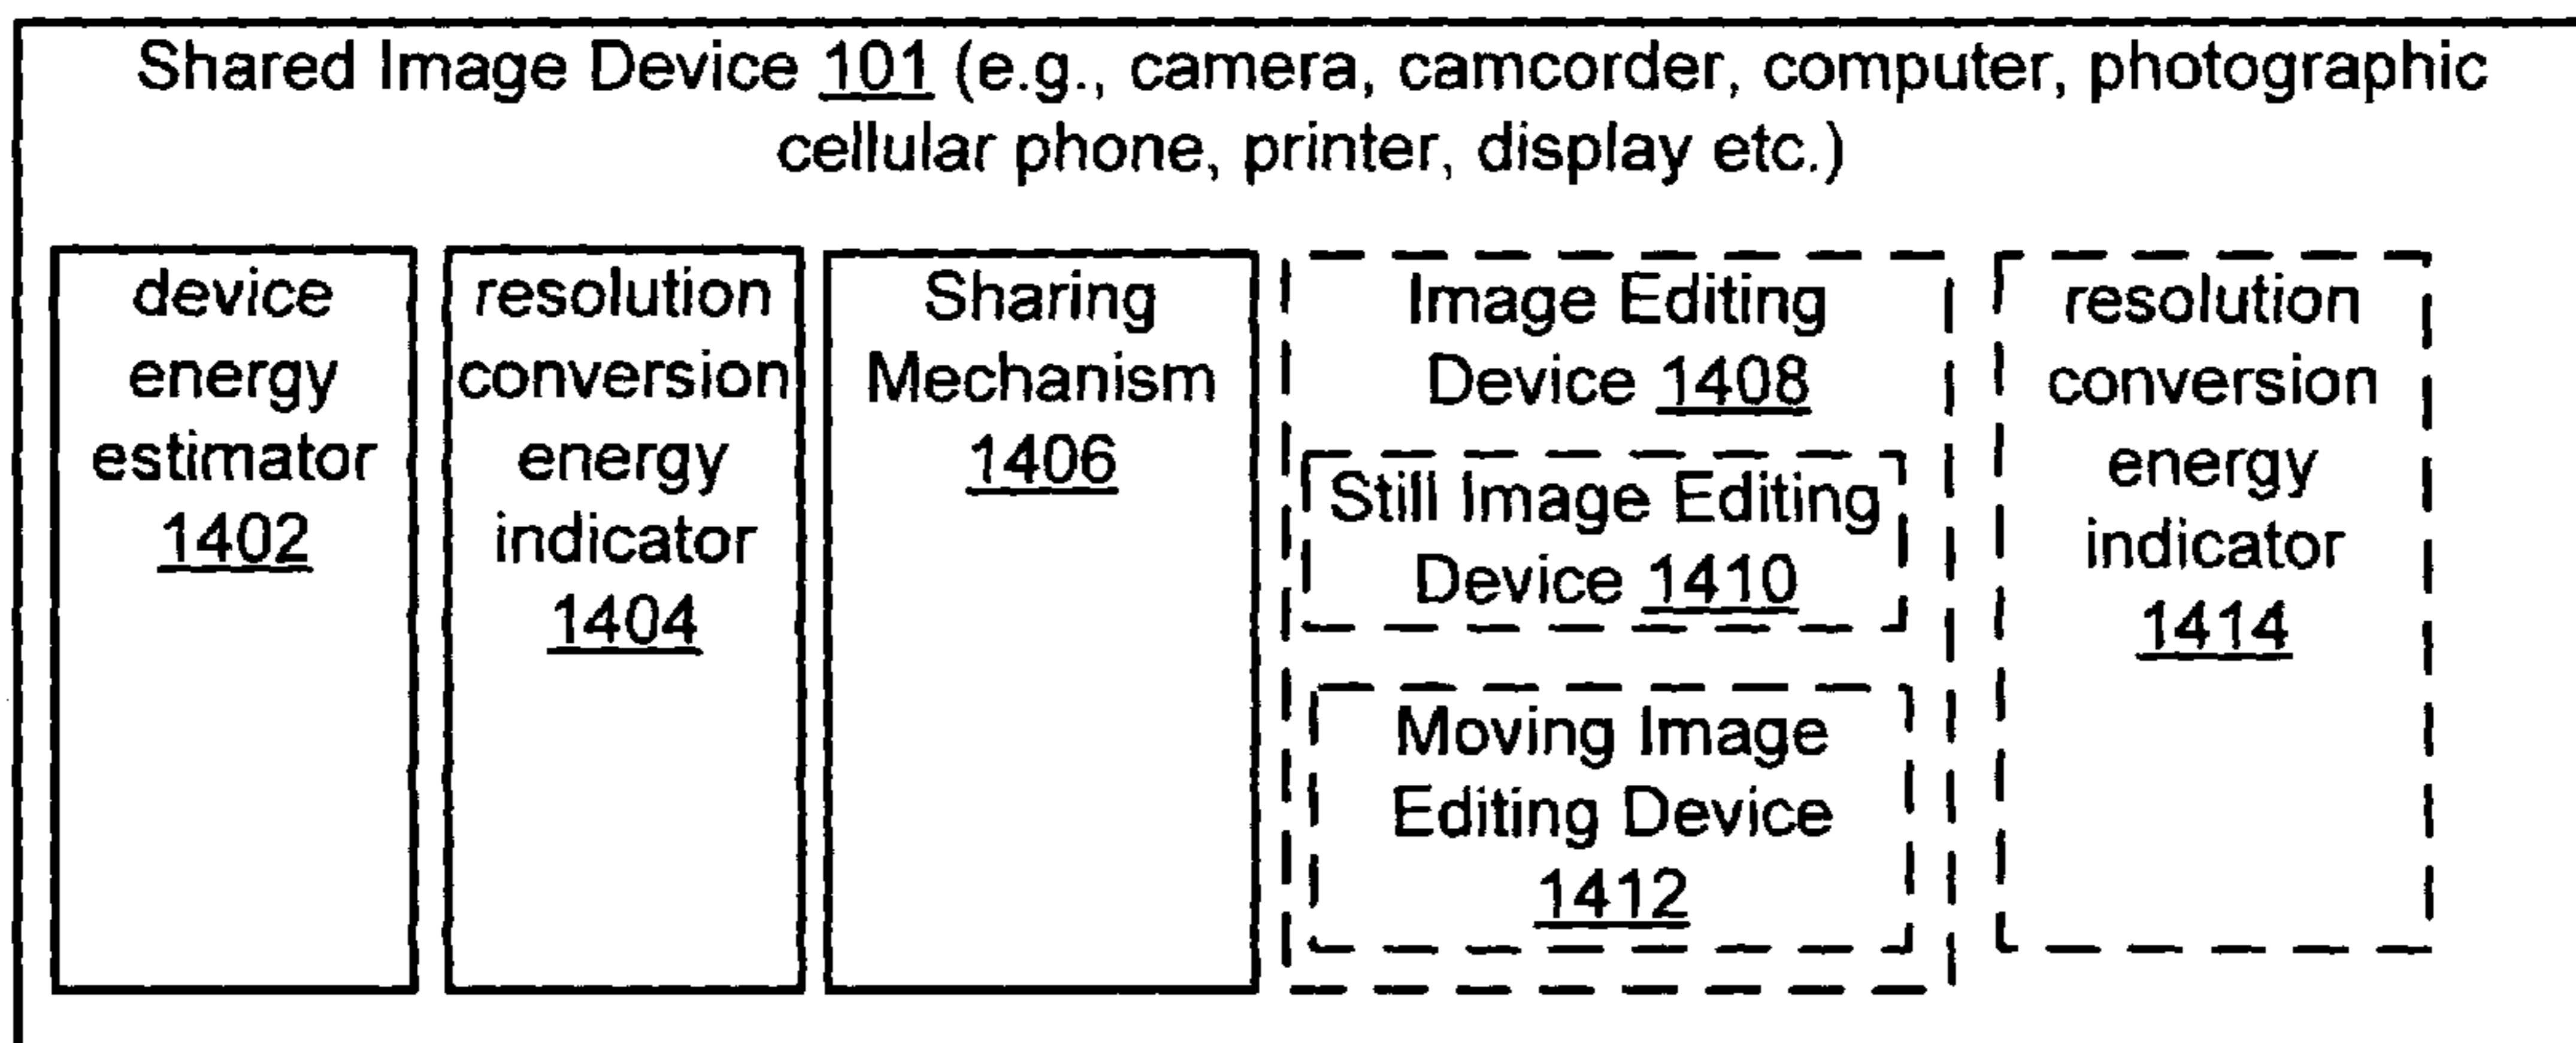 Shared Image Device 101 (e.g., camera, camcorder, computer, photographic
cellular phone, printer, display etc.)
device
energy
estimator
1402
resolution
conversion
energy
indicator
1404
Sharing
Mechanism
1406
Image Editing
Device 1408
Still Image Editing
Device 1410
Moving Image
Editing Device
1412
resolution
conversion
energy
indicator
1414